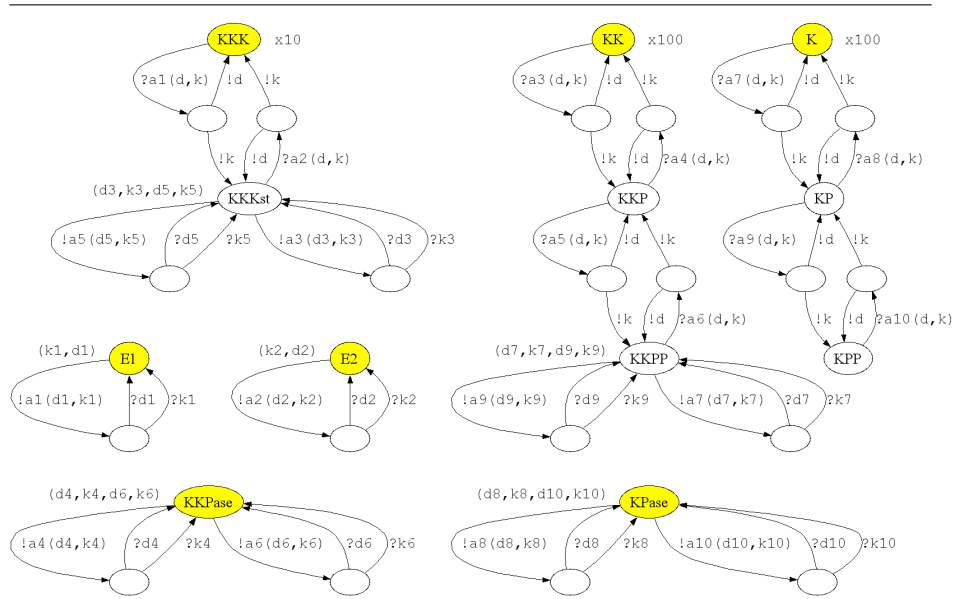 KKK x10 KK x100 K x100
?a1(d,k) !d !k ?a3(d,k) !d !k ?a7(d,k) !d !k
!k !d ?a2(d,k) !k !d ?a4(d,k) !k !d ?a8(d,k)
(d3,k3,d5,k5) KKKst KKP KP
!a5(d5,k5) ?d5 ?k5 !a3(d3,k3) ?d3 ?k3 ?a5(d,k) !d !k ?a9(d,k) !d !k
!k !d ?a6(d,k) !k !d ?a10(d,k)
(k1,d1) E1 (k2,d2) E2 (d7,k7,d9,k9) KKPP KPP
!a1(d1,k1) ?d1 ?k1 !a2(d2,k2) ?d2 ?k2 !a9(d9,k9) ?d9 ?k9 !a7(d7,k7) ?d7 ?k7
(d4,k4,d6,k6) KKPase (d8,k8,d10,k10) KPase
!a4(d4,k4) ?d4 ?k4 !a6(d6,k6) ?d6 ?k6 !a8(d8,k8) ?d8 ?k8 !a10(d10,k10) ?d10 ?k10